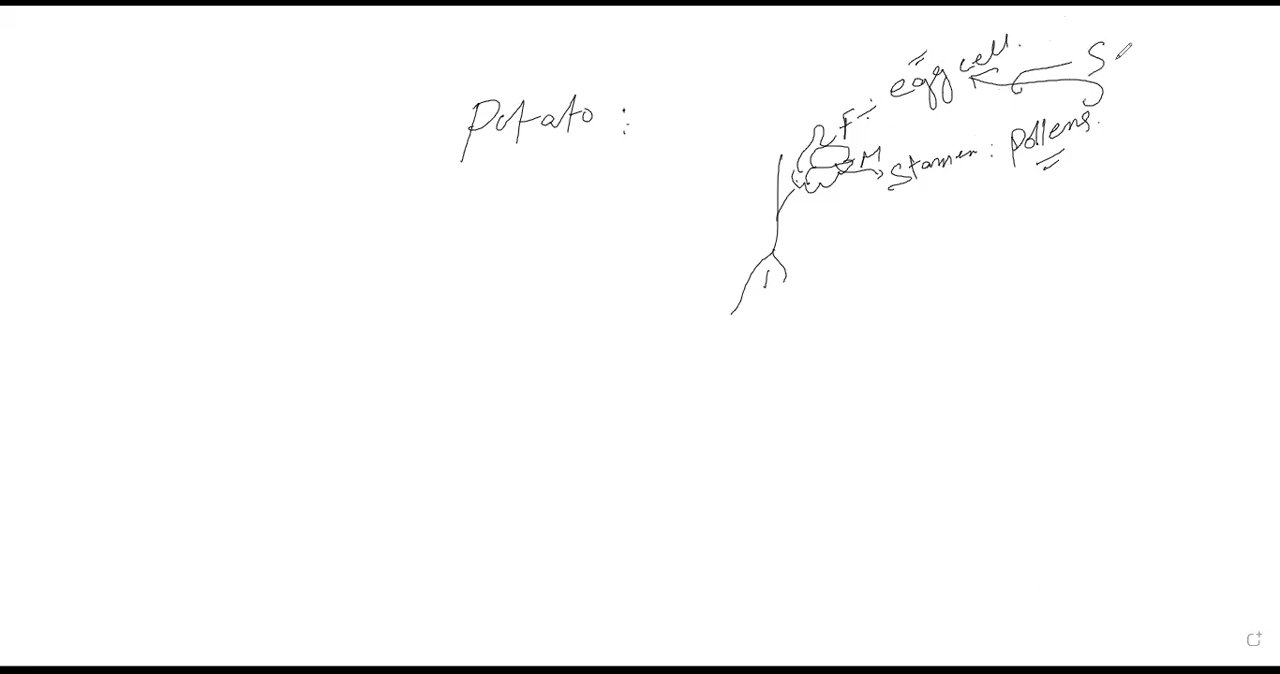 Potato :
F : egg cell. S
M stamen : pollens.